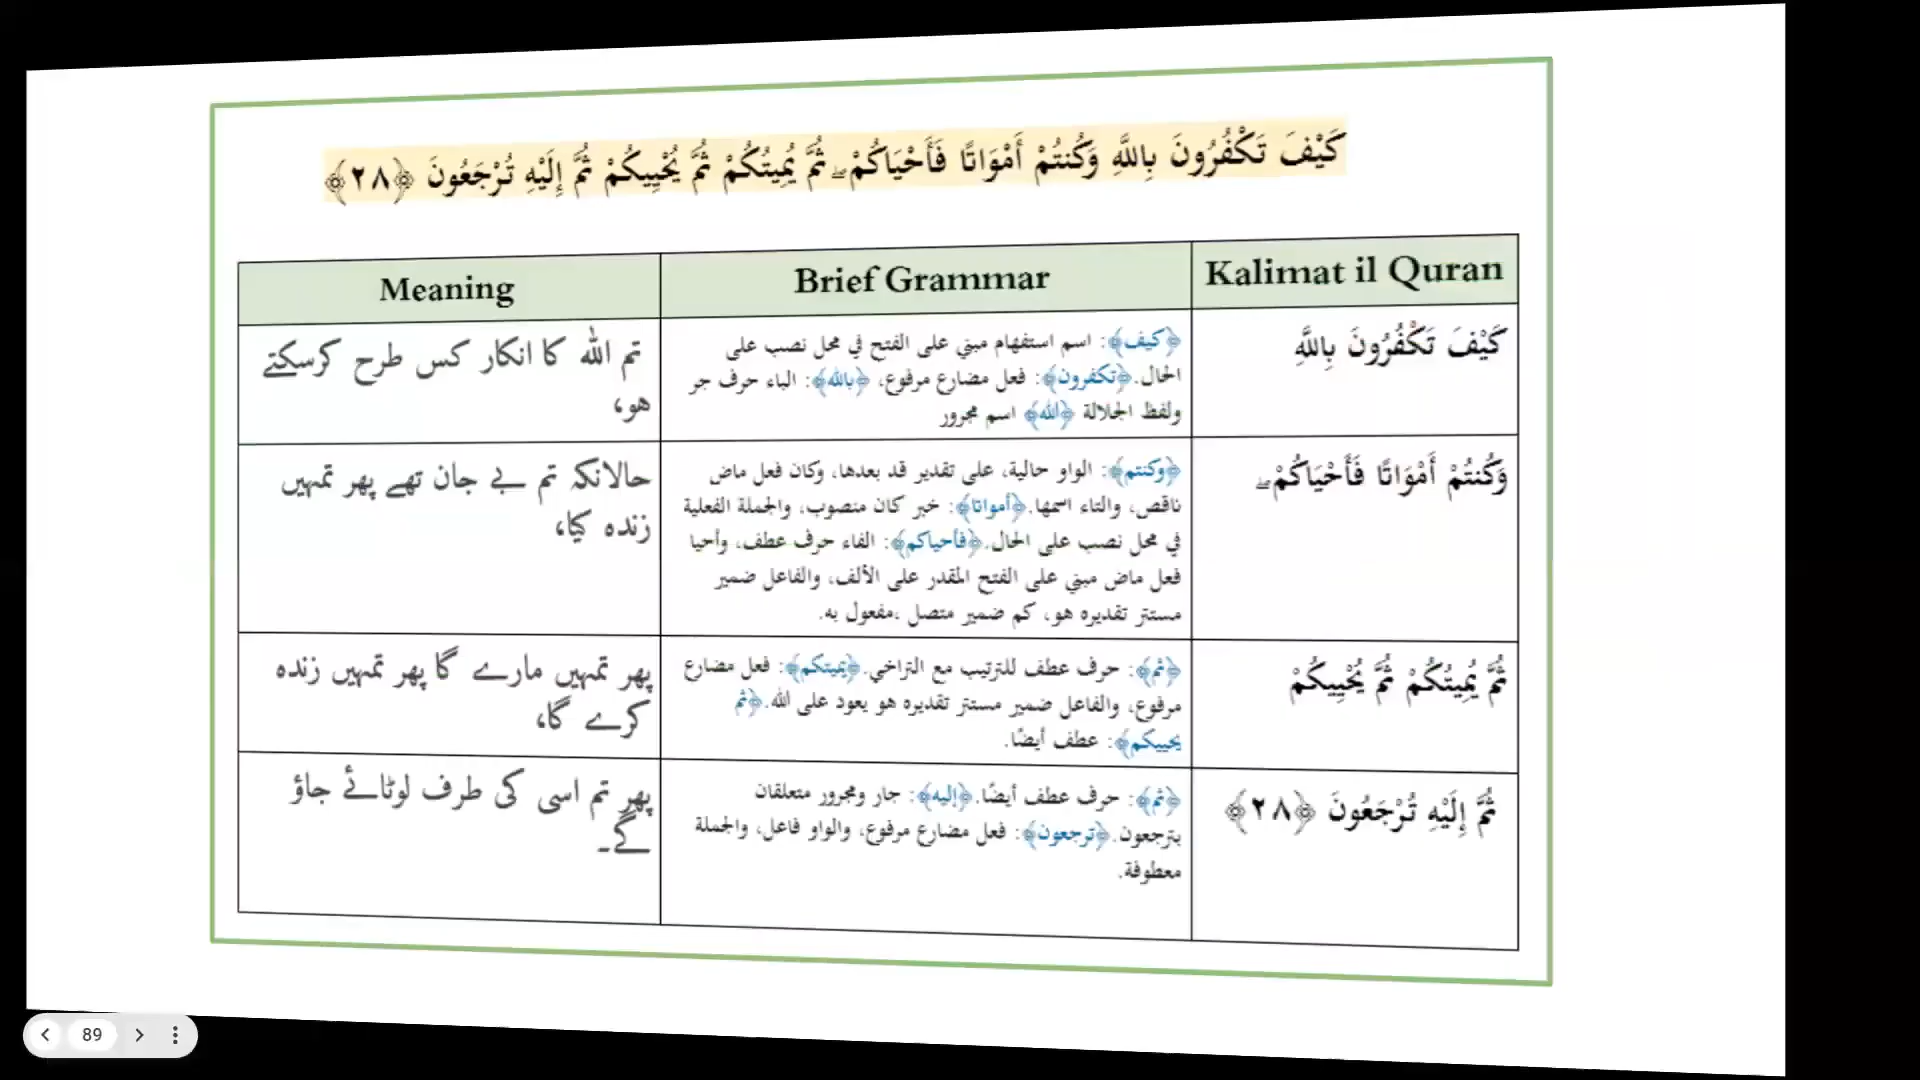 كَيْفَ تَكْفُرُونَ بِاللَّهِ وَكُنتُمْ أَمْوَاتًا فَأَحْيَاكُمْ ۖ ثُمَّ يُمِيتُكُمْ ثُمَّ يُحْيِيكُمْ ثُمَّ إِلَيْهِ تُرْجَعُونَ ﴿٢٨﴾
Kalimat il Quran
Brief Grammar
Meaning
كَيْفَ تَكْفُرُونَ بِاللَّهِ
﴿كيف﴾: اسم استفهام مبني على الفتح في محل نصب على
الحال. ﴿تكفرون﴾: فعل مضارع مرفوع، ﴿بالله﴾: الباء حرف جر
ولفظ الجلالة ﴿الله﴾ اسم مجرور
تم اللہ کا انکار کس طرح کرسکتے
ہو،
وَكُنتُمْ أَمْوَاتًا فَأَحْيَاكُمْ ۖ
﴿وكنتم﴾: الواو حالية، على تقدير قد بعدها، وكان فعل ماض
ناقص، والتاء اسمها. ﴿أمواتا﴾: خبر كان منصوب، والجملة الفعلية
في محل نصب على الحال. ﴿فأحياكم﴾: الفاء حرف عطف، وأحيا
فعل ماض مبني على الفتح المقدر على الألف، والفاعل ضمير
مستتر تقديره هو، كم ضمير متصل ،مفعول به.
حالانکہ تم بے جان تھے پھر تمہیں
زندہ کیا،
ثُمَّ يُمِيتُكُمْ ثُمَّ يُحْيِيكُمْ
﴿ثم﴾: حرف عطف للترتيب مع التراخي. ﴿يميتكم﴾: فعل مضارع
مرفوع، والفاعل ضمير مستتر تقديره هو يعود على الله. ﴿ثم
يحييكم﴾: عطف أيضًا.
پھر تمہیں مارے گا پھر تمہیں زندہ
کرے گا،
ثُمَّ إِلَيْهِ تُرْجَعُونَ ﴿٢٨﴾
﴿ثم﴾: حرف عطف أيضًا. ﴿إليه﴾: جار ومجرور متعلقان
بترجعون. ﴿ترجعون﴾: فعل مضارع مرفوع، والواو فاعل، والجملة
معطوفة.
پھر تم اسی کی طرف لوٹائے جاؤ
گے۔
89